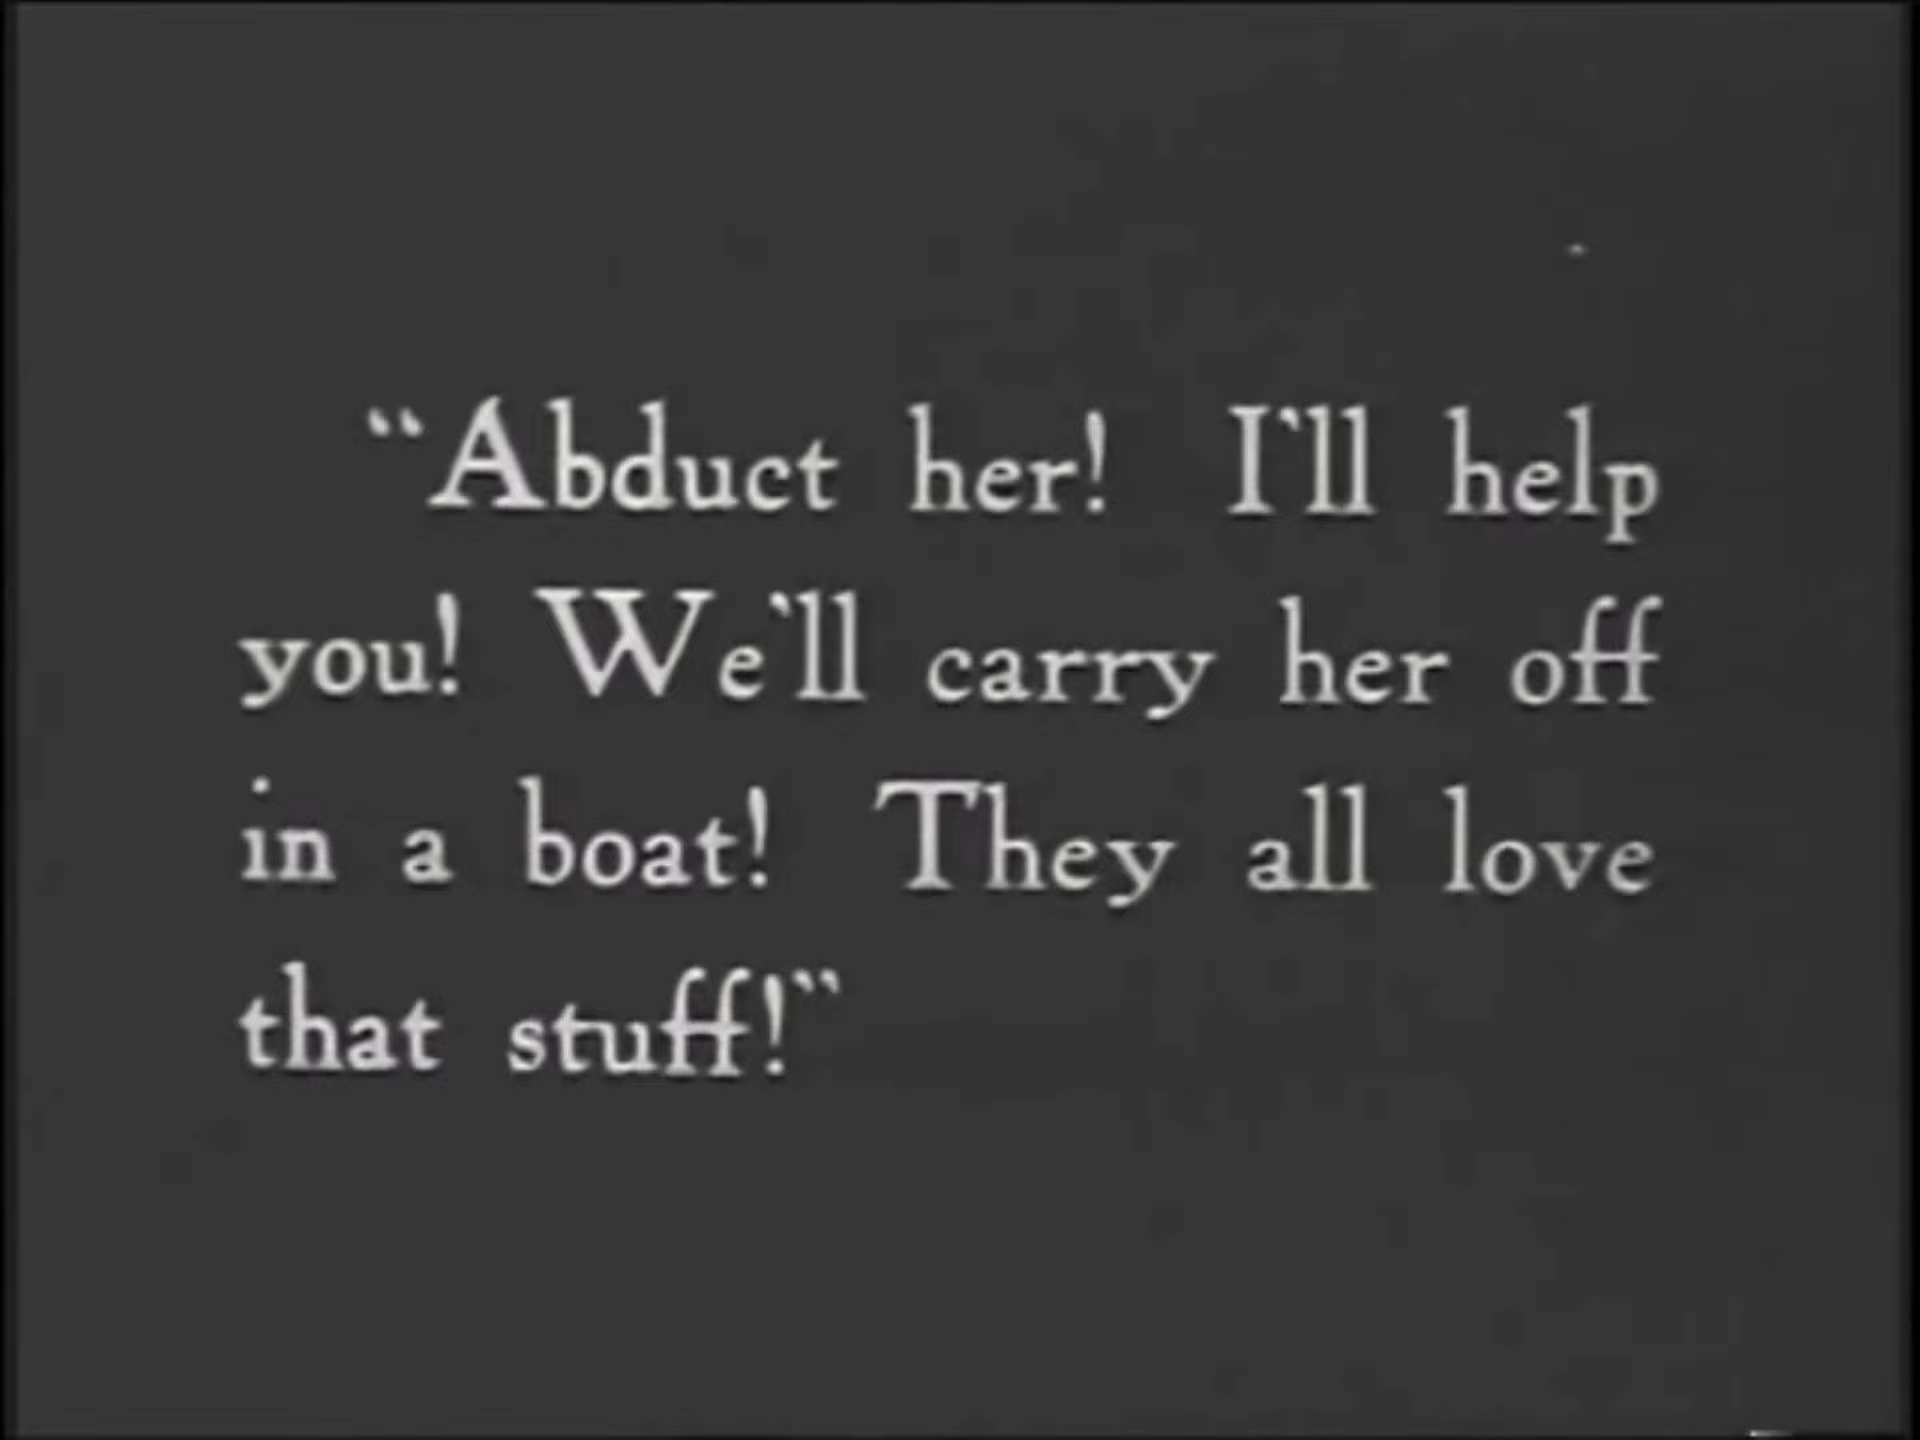 “Abduct her! I‛ll help
you! We‛ll carry her off
in a boat! They all love
that stuff!‟